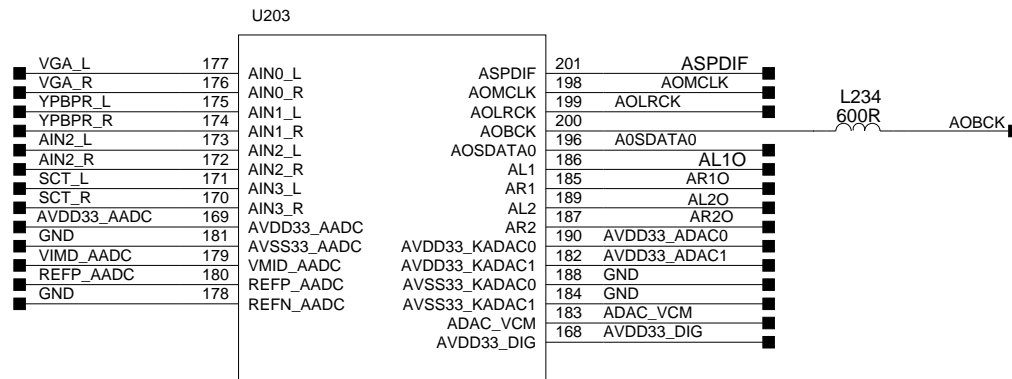 U203
VGA_L 177 AIN0_L
VGA_R 176 AIN0_R
YPBPR_L 175 AIN1_L
YPBPR_R 174 AIN1_R
AIN2_L 173 AIN2_L
AIN2_R 172 AIN2_R
SCT_L 171 AIN3_L
SCT_R 170 AIN3_R
AVDD33_AADC 169 AVDD33_AADC
GND 181 AVSS33_AADC
VIMD_AADC 179 VMID_AADC
REFP_AADC 180 REFP_AADC
GND 178 REFN_AADC
ASPDIF 201 ASPDIF
AOMCLK 198 AOMCLK
AOLRCK 199 AOLRCK
AOBCK 200
L234
600R
AOBCK
AOSDATA0 196 A0SDATA0
AL1 186 AL1O
AR1 185 AR1O
AL2 189 AL2O
AR2 187 AR2O
AVDD33_KADAC0 190 AVDD33_ADAC0
AVDD33_KADAC1 182 AVDD33_ADAC1
AVSS33_KADAC0 188 GND
AVSS33_KADAC1 184 GND
ADAC_VCM 183 ADAC_VCM
AVDD33_DIG 168 AVDD33_DIG